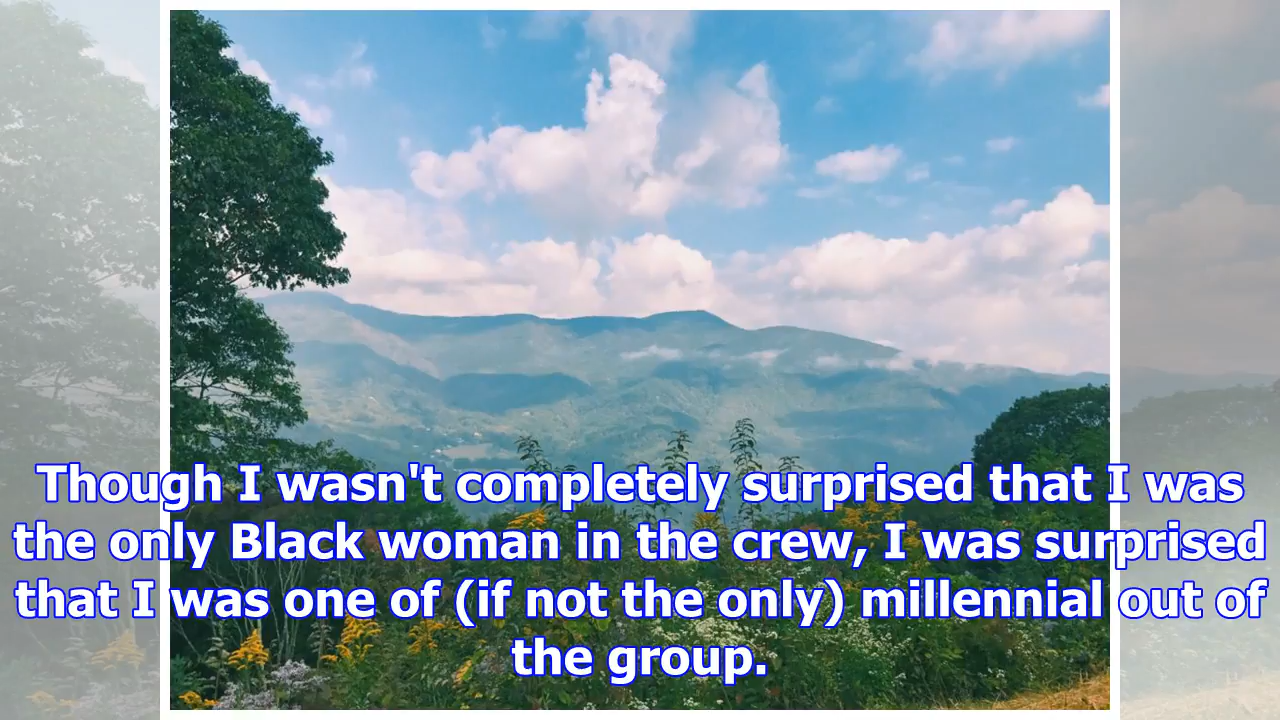 Though I wasn't completely surprised that I was
the only Black woman in the crew, I was surprised
that I was one of (if not the only) millennial out of
the group.